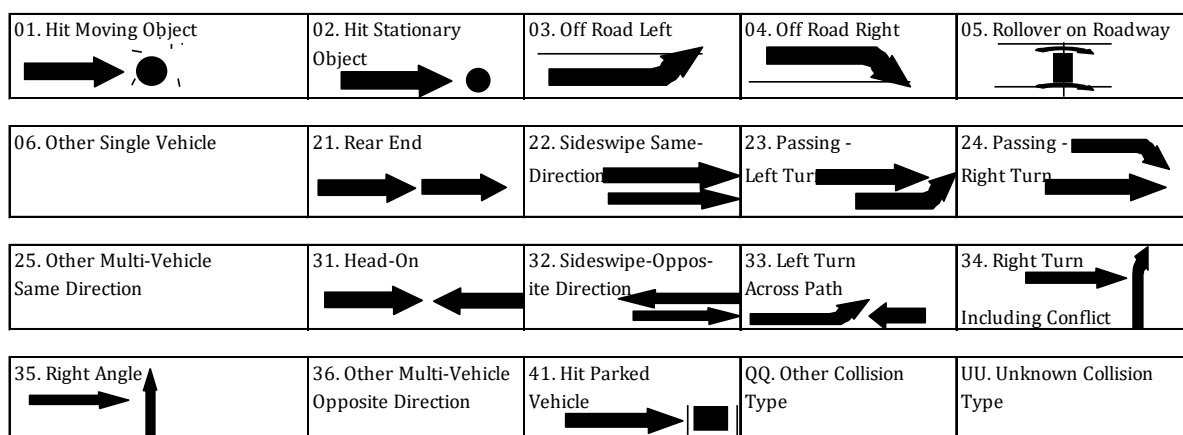 01. Hit Moving Object
02. Hit Stationary
Object
03. Off Road Left
04. Off Road Right
05. Rollover on Roadway
06. Other Single Vehicle
21. Rear End
22. Sideswipe Same-
Direction
23. Passing -
Left Turn
24. Passing -
Right Turn
25. Other Multi-Vehicle
Same Direction
31. Head-On
32. Sideswipe-Oppos-
ite Direction
33. Left Turn
Across Path
34. Right Turn
Including Conflict
35. Right Angle
36. Other Multi-Vehicle
Opposite Direction
41. Hit Parked
Vehicle
QQ. Other Collision
Type
UU. Unknown Collision
Type